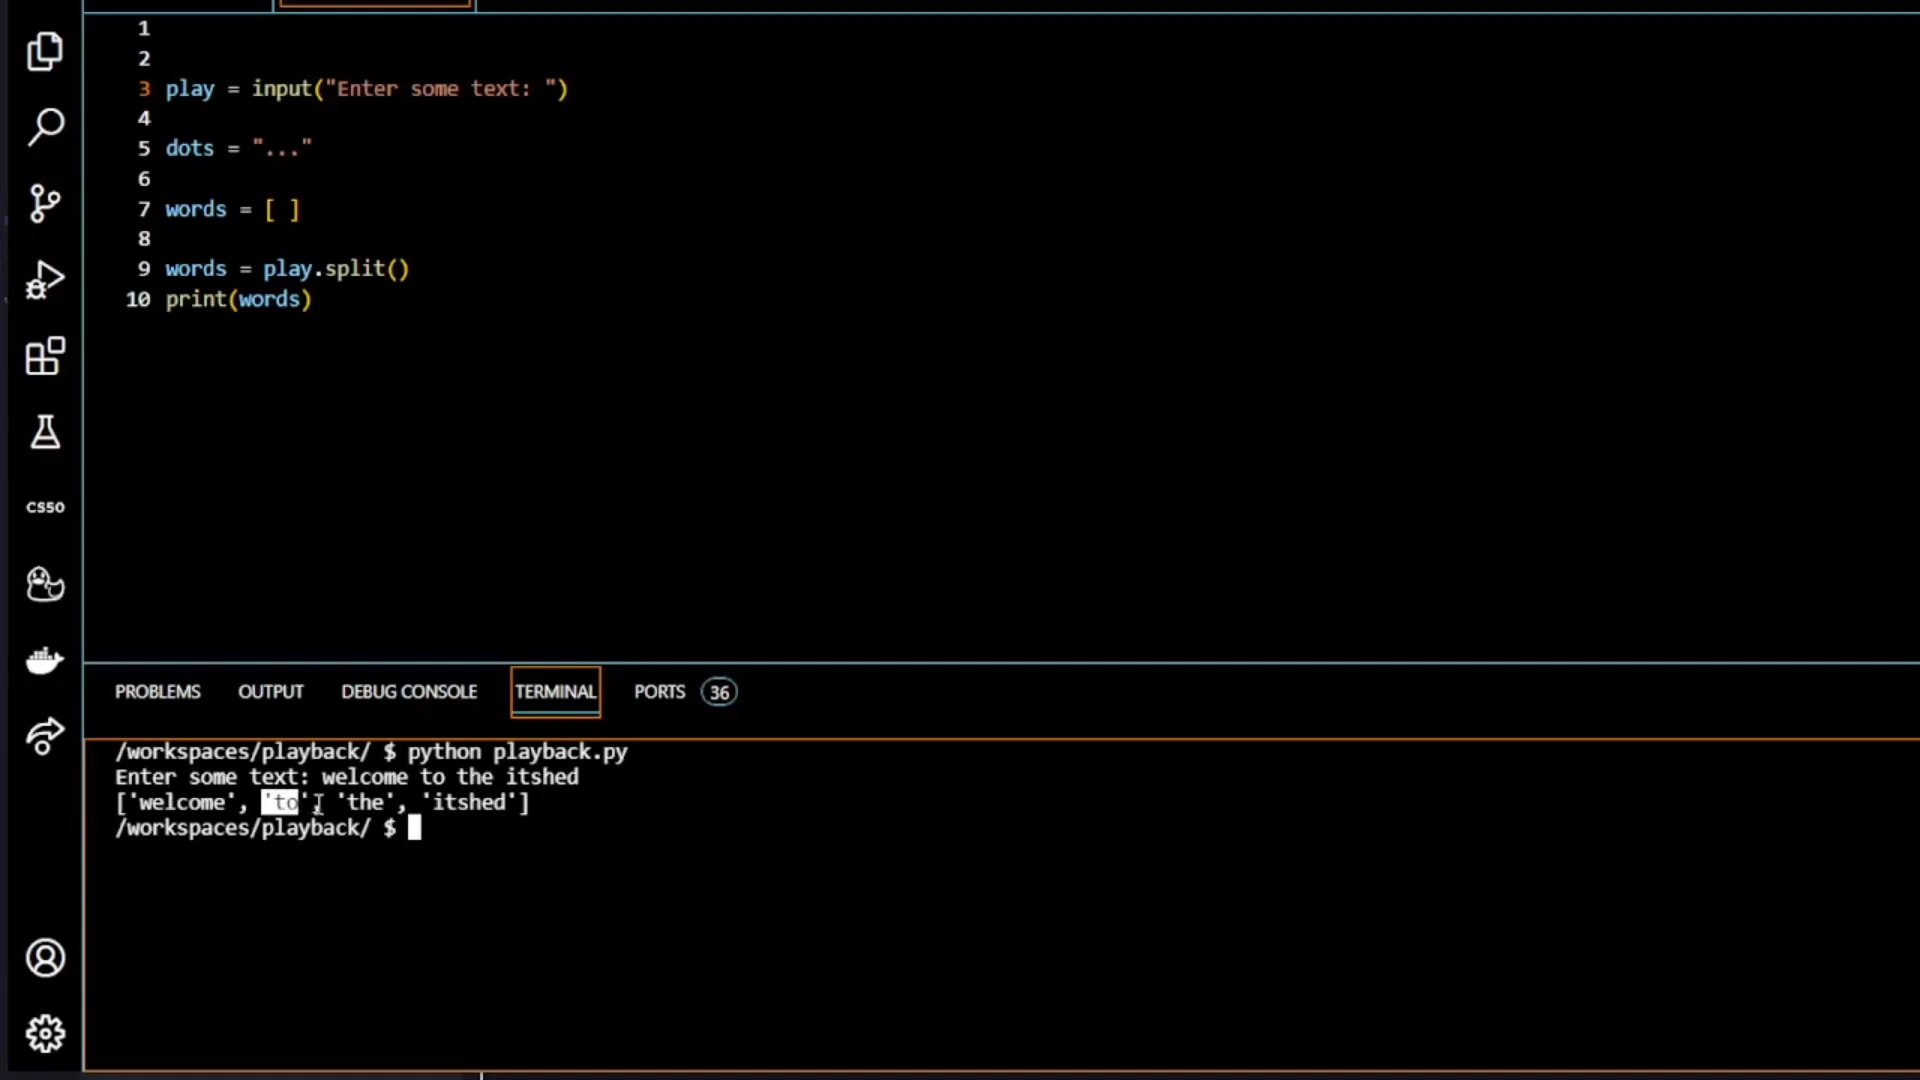 1
2
3 play = input("Enter some text: ")
4
5 dots = "..."
6
7 words = [ ]
8
9 words = play.split()
10 print(words)
CS50
PROBLEMS OUTPUT DEBUG CONSOLE TERMINAL PORTS 36
/workspaces/playback/ $ python playback.py
Enter some text: welcome to the itshed
['welcome', 'to', 'the', 'itshed']
/workspaces/playback/ $